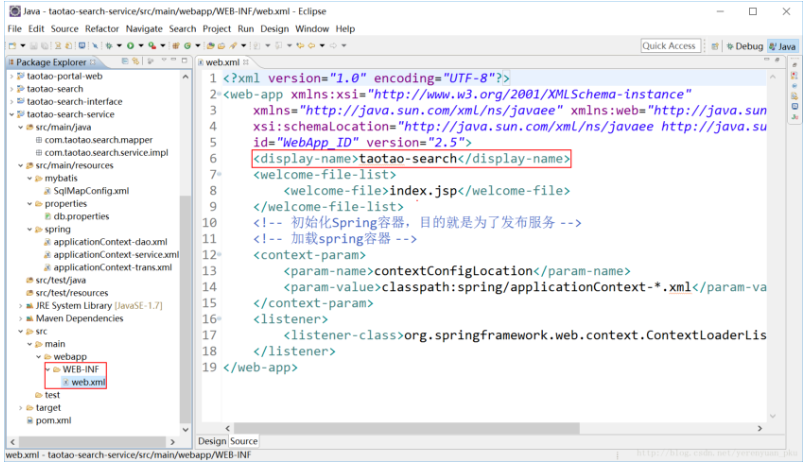 Java - taotao-search-service/src/main/webapp/WEB-INF/web.xml - Eclipse
File Edit Source Refactor Navigate Search Project Run Design Window Help
Quick Access Debug Java
Package Explorer
taotao-portal-web
taotao-search
taotao-search-interface
taotao-search-service
src/main/java
com.taotao.search.mapper
com.taotao.search.service.impl
src/main/resources
mybatis
SqlMapConfig.xml
properties
db.properties
spring
applicationContext-dao.xml
applicationContext-service.xml
applicationContext-trans.xml
src/test/java
src/test/resources
JRE System Library [JavaSE-1.7]
Maven Dependencies
src
main
webapp
WEB-INF
web.xml
test
target
pom.xml
web.xml
1 <?xml version="1.0" encoding="UTF-8"?>
2 <web-app xmlns:xsi="http://www.w3.org/2001/XMLSchema-instance"
3 xmlns="http://java.sun.com/xml/ns/javaee" xmlns:web="http://java.sun
4 xsi:schemaLocation="http://java.sun.com/xml/ns/javaee http://java.su
5 id="WebApp_ID" version="2.5">
6 <display-name>taotao-search</display-name>
7 <welcome-file-list>
8 <welcome-file>index.jsp</welcome-file>
9 </welcome-file-list>
10 <!-- 初始化Spring容器，目的就是为了发布服务 -->
11 <!-- 加载spring容器 -->
12 <context-param>
13 <param-name>contextConfigLocation</param-name>
14 <param-value>classpath:spring/applicationContext-*.xml</param-va
15 </context-param>
16 <listener>
17 <listener-class>org.springframework.web.context.ContextLoaderLis
18 </listener>
19 </web-app>
Design Source
web.xml - taotao-search-service/src/main/webapp/WEB-INF